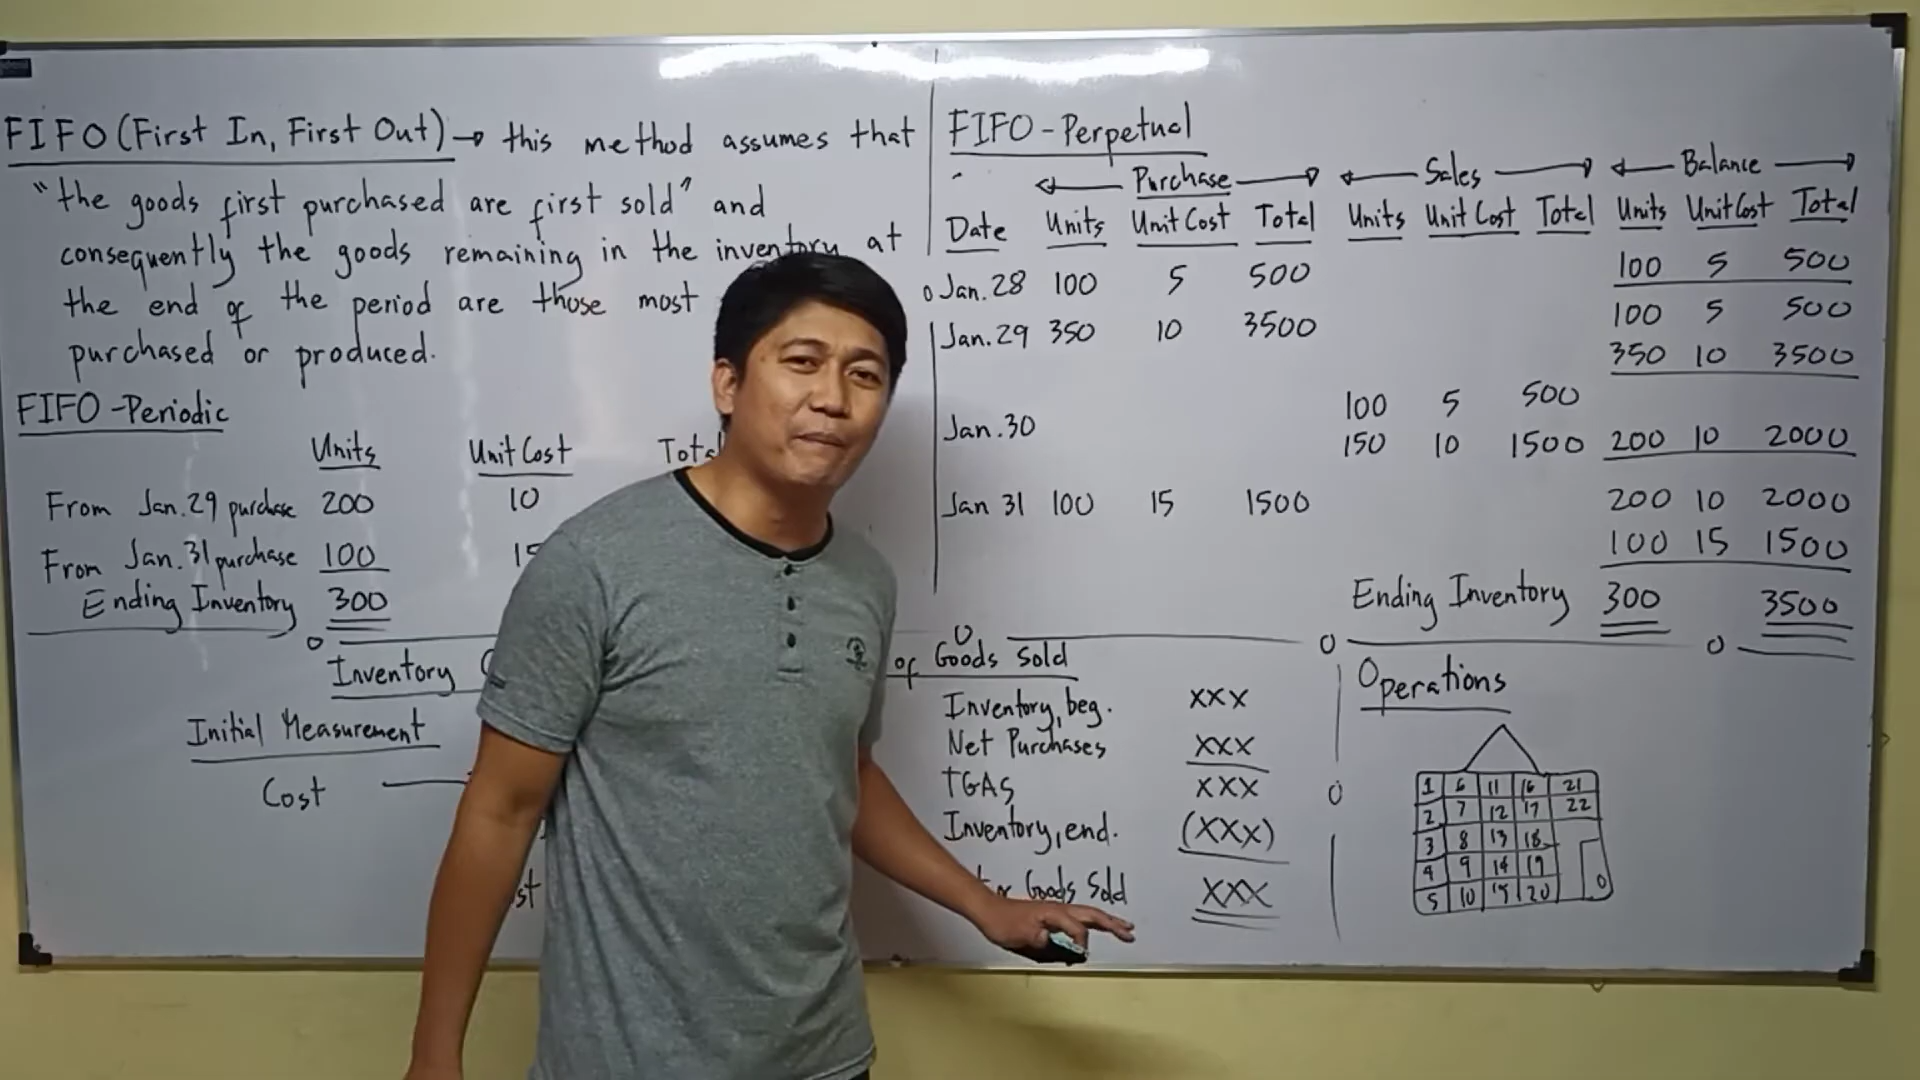 FIFO (First In, First Out) → this method assumes that
"the goods first purchased are first sold" and
consequently the goods remaining in the inventory at
the end of the period are those most
purchased or produced.
FIFO - Periodic
Units Unit Cost
From Jan. 29 purchase 200 10
From Jan. 31 purchase 100
Ending Inventory 300
FIFO - Perpetual
Purchase Sales Balance
Date Units Unit Cost Total Units Unit Cost Total Units Unit Cost Total
Jan. 28 100 5 500 100 5 500
100 5 500
Jan. 29 350 10 3500 350 10 3500
100 5 500
Jan. 30 150 10 1500 200 10 2000
Jan 31 100 15 1500 200 10 2000
100 15 1500
Ending Inventory 300 3500
Inventory
Initial Measurement
Cost
of Goods Sold
Inventory, beg. XXX
Net Purchases XXX
TGAS XXX
Inventory, end. (XXX)
Goods Sold XXX
Operations
1 6 11 16 21
2 7 12 17 22
3 8 13 18
4 9 14 19
5 10 15 20